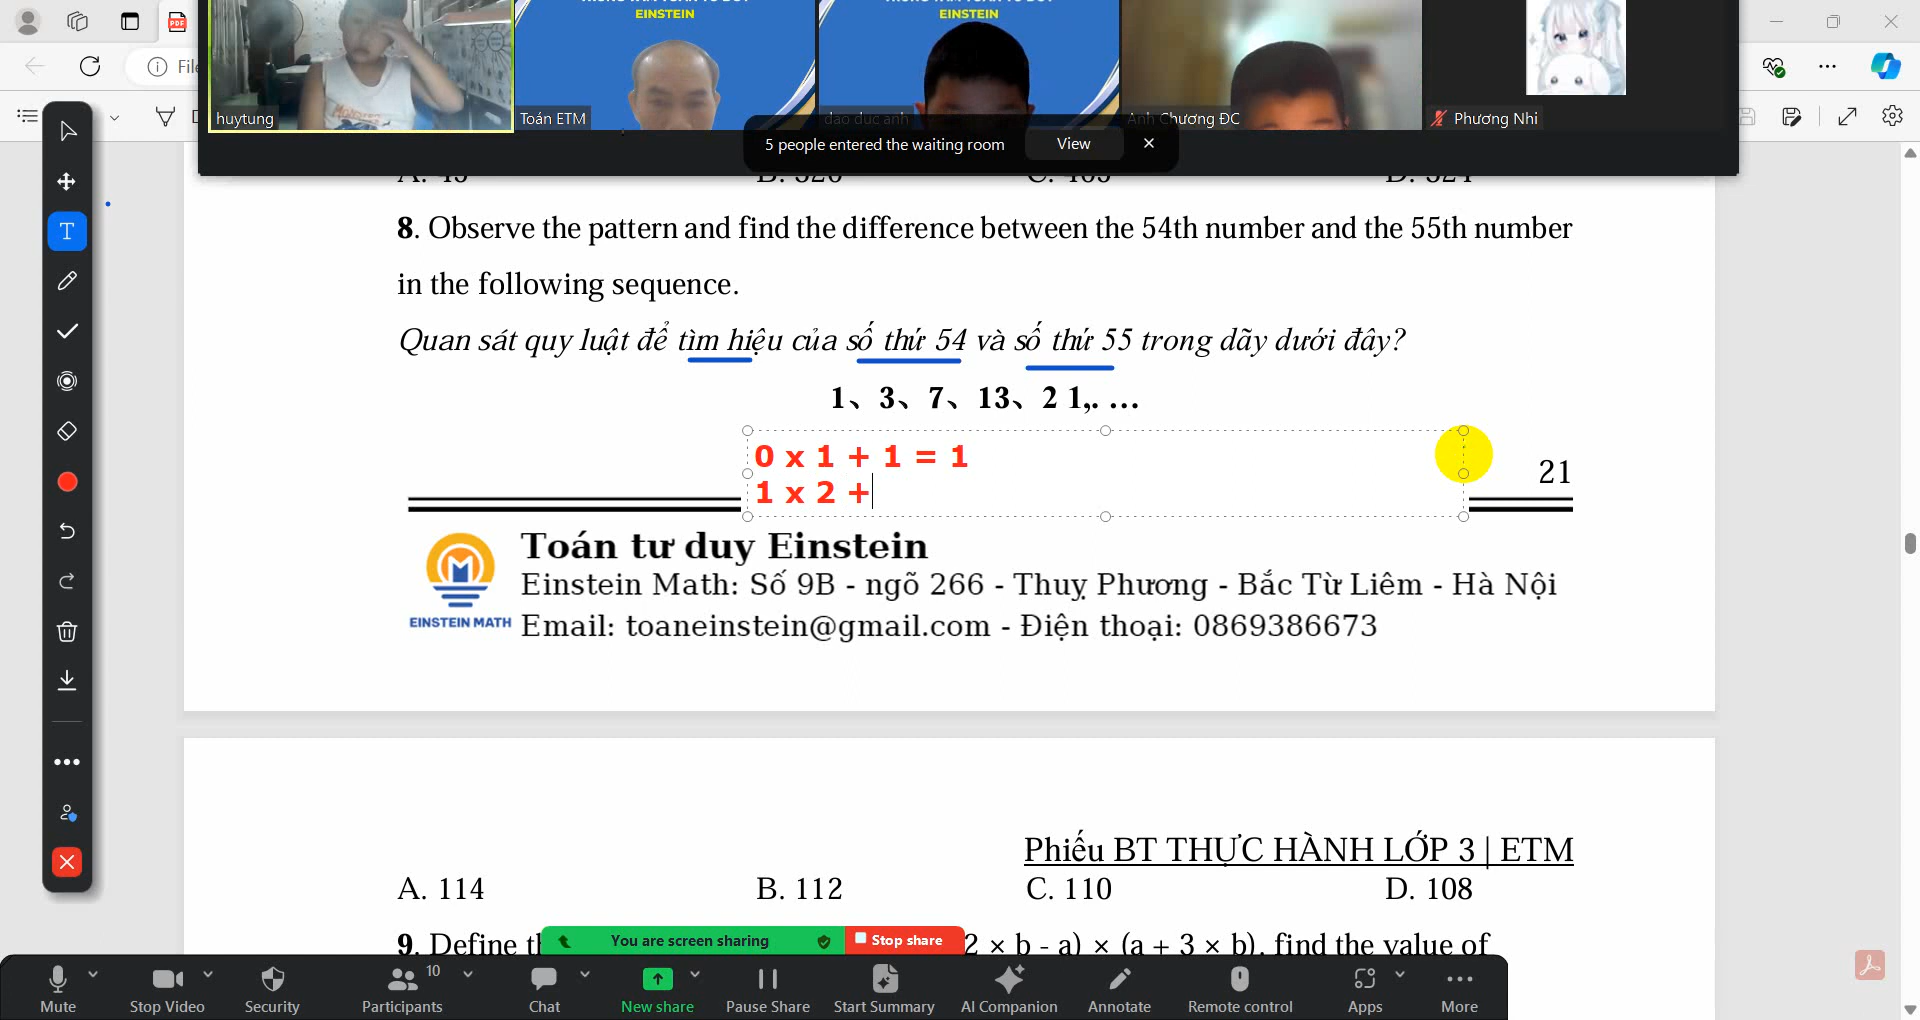 EINSTEIN
EINSTEIN
huytung
Toán ETM
dao duc anh
Anh Chương ĐC
Phương Nhi
5 people entered the waiting room
View
8. Observe the pattern and find the difference between the 54th number and the 55th number
in the following sequence.
Quan sát quy luật để tìm hiệu của số thứ 54 và số thứ 55 trong dãy dưới đây?
1、3、7、13、2 1,. …
0 x 1 + 1 = 1
1 x 2 +
21
Toán tư duy Einstein
Einstein Math: Số 9B - ngõ 266 - Thuỵ Phương - Bắc Từ Liêm - Hà Nội
EINSTEIN MATH
Email: toaneinstein@gmail.com - Điện thoại: 0869386673
Phiếu BT THỰC HÀNH LỚP 3 | ETM
A. 114 B. 112 C. 110 D. 108
9. Define
2 × b - a) × (a + 3 × b), find the value of
You are screen sharing
Stop share
Mute
Stop Video
Security
Participants 10
Chat
New share
Pause Share
Start Summary
AI Companion
Annotate
Remote control
Apps
More